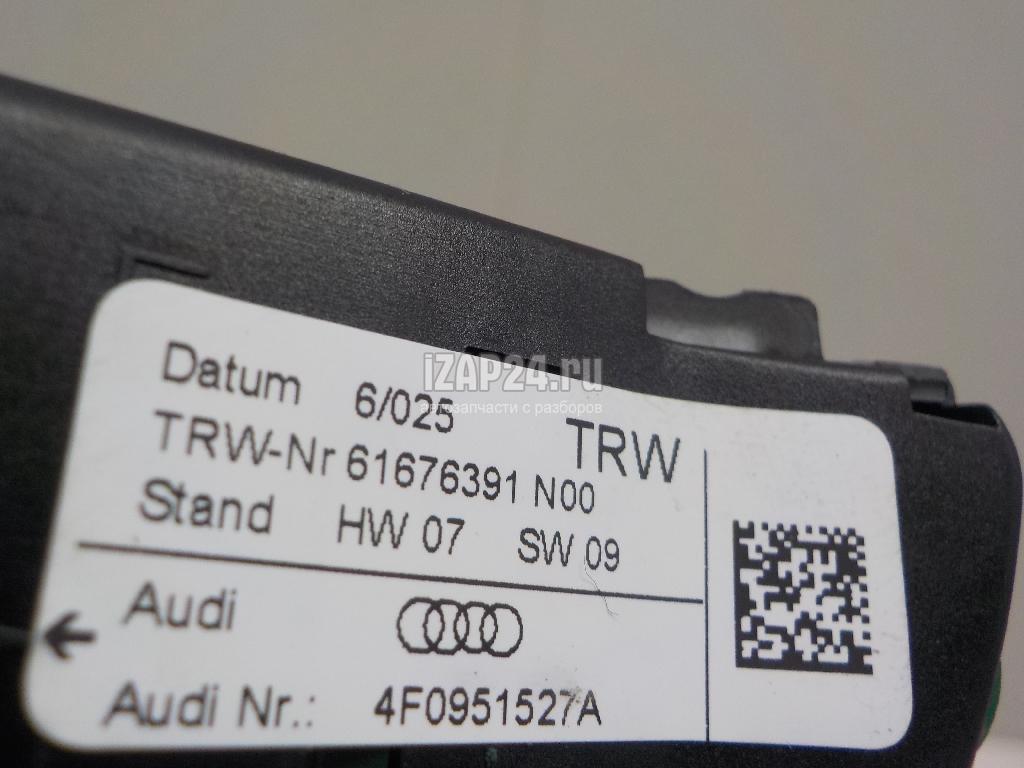 Datum 6/025 TRW
TRW-Nr 61676391 N00
Stand HW 07 SW 09
Audi
Audi Nr.: 4F0951527A
iZAP24.ru
автозапчасти с разборов